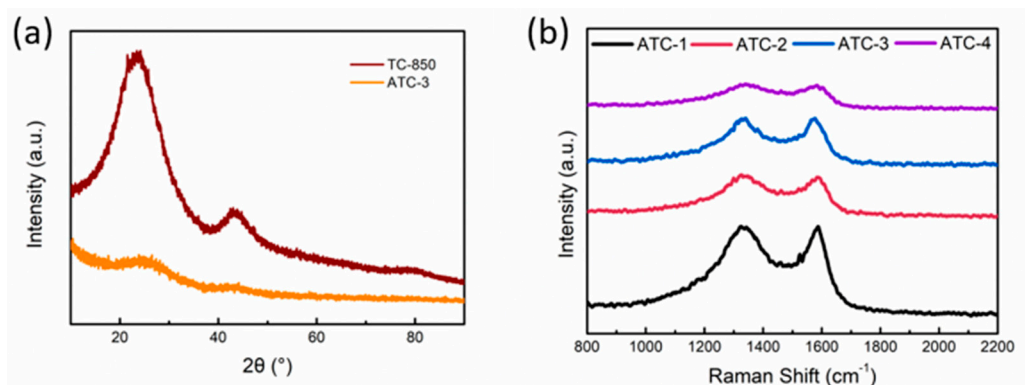 (a)
TC-850
ATC-3
Intensity (a.u.)
20 40 60 80
2θ (°)
(b)
ATC-1 ATC-2 ATC-3 ATC-4
Intensity (a.u.)
800 1000 1200 1400 1600 1800 2000 2200
Raman Shift (cm⁻¹)